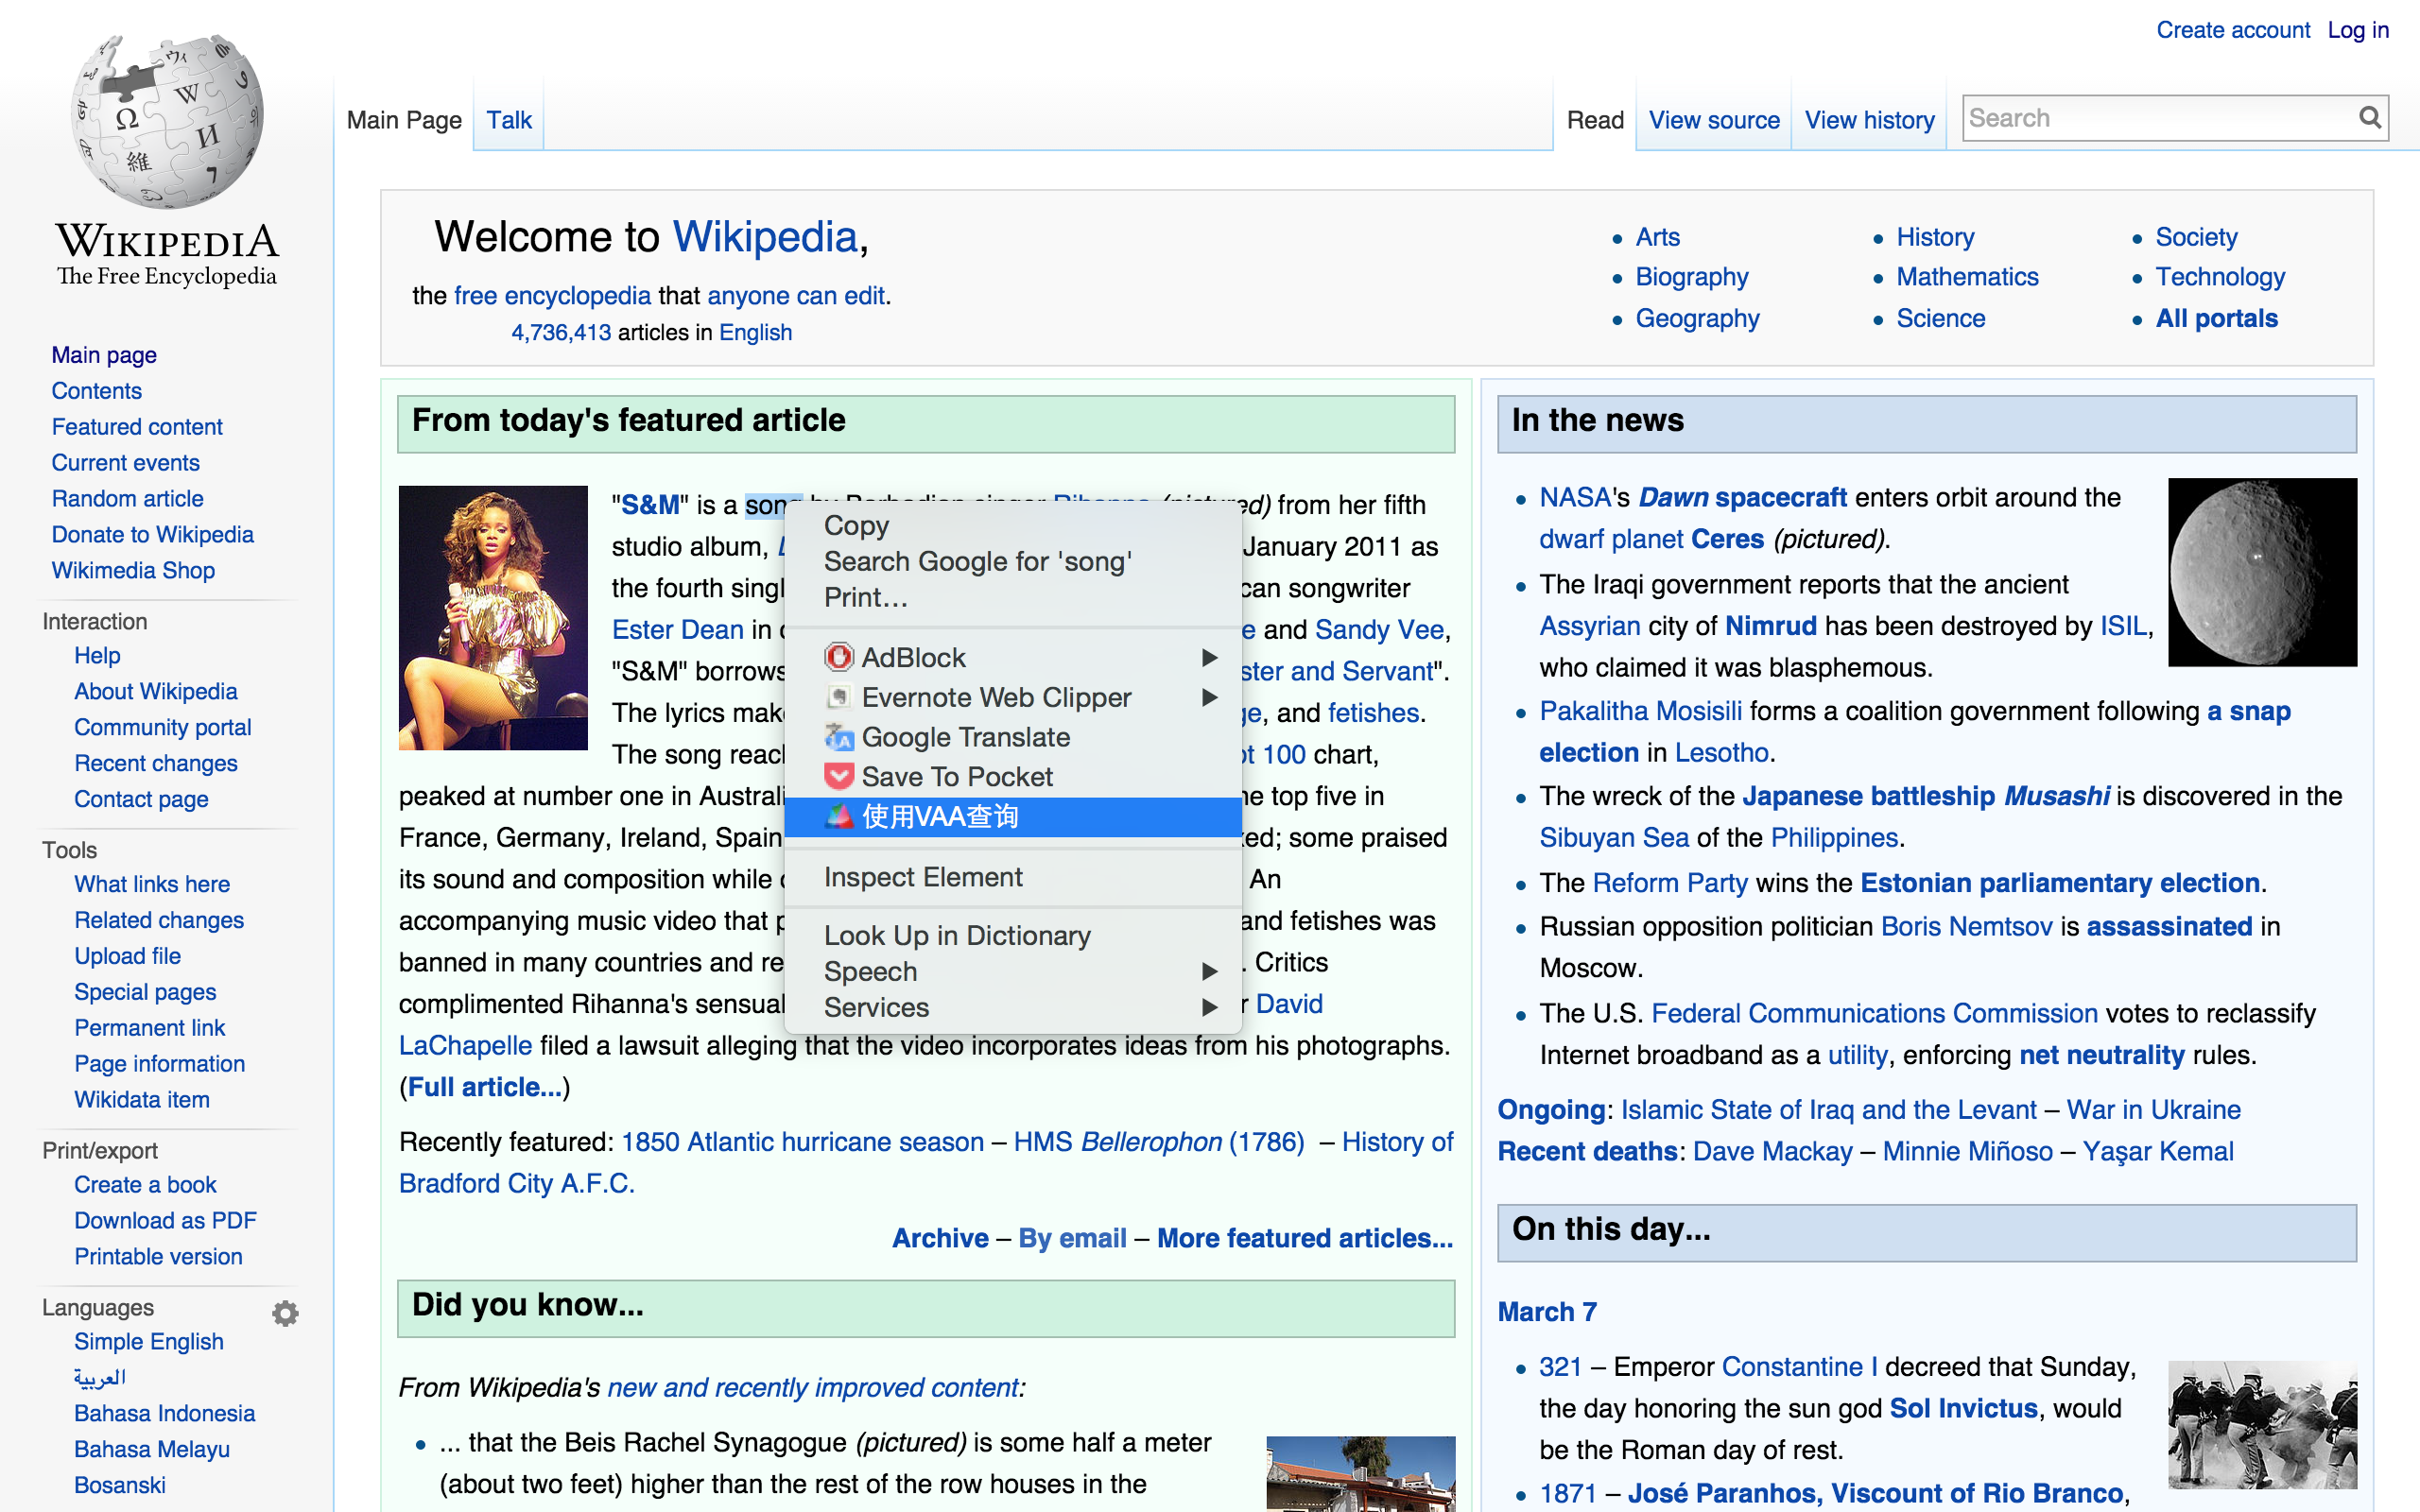 Create account Log in
Main Page Talk
Read View source View history Search
WIKIPEDIA
The Free Encyclopedia
Main page
Contents
Featured content
Current events
Random article
Donate to Wikipedia
Wikimedia Shop
Interaction
Help
About Wikipedia
Community portal
Recent changes
Contact page
Tools
What links here
Related changes
Upload file
Special pages
Permanent link
Page information
Wikidata item
Print/export
Create a book
Download as PDF
Printable version
Languages
Simple English
العربية
Bahasa Indonesia
Bahasa Melayu
Bosanski
Welcome to Wikipedia,
the free encyclopedia that anyone can edit.
4,736,413 articles in English
Arts
Biography
Geography
History
Mathematics
Science
Society
Technology
All portals
From today's featured article
"S&M" is a song by Barbadian singer Rihanna (pictured) from her fifth
studio album, January 2011 as
the fourth can songwriter
Ester Dean in and Sandy Vee,
"S&M" borrows ster and Servant".
The lyrics and fetishes.
The song 100 chart,
peaked at number one in top five in
France, Germany, Ireland, Spain some praised
its sound and composition while An
accompanying music video that and fetishes was
banned in many countries and Critics
complimented Rihanna's David
LaChapelle filed a lawsuit alleging that the video incorporates ideas from his photographs.
(Full article...)
Recently featured: 1850 Atlantic hurricane season – HMS Bellerophon (1786) – History of
Bradford City A.F.C.
Archive – By email – More featured articles...
Copy
Search Google for 'song'
Print…
AdBlock
Evernote Web Clipper
Google Translate
Save To Pocket
使用VAA查询
Inspect Element
Look Up in Dictionary
Speech
Services
Did you know...
From Wikipedia's new and recently improved content:
... that the Beis Rachel Synagogue (pictured) is some half a meter
(about two feet) higher than the rest of the row houses in the
In the news
NASA's Dawn spacecraft enters orbit around the
dwarf planet Ceres (pictured).
The Iraqi government reports that the ancient
Assyrian city of Nimrud has been destroyed by ISIL,
who claimed it was blasphemous.
Pakalitha Mosisili forms a coalition government following a snap
election in Lesotho.
The wreck of the Japanese battleship Musashi is discovered in the
Sibuyan Sea of the Philippines.
The Reform Party wins the Estonian parliamentary election.
Russian opposition politician Boris Nemtsov is assassinated in
Moscow.
The U.S. Federal Communications Commission votes to reclassify
Internet broadband as a utility, enforcing net neutrality rules.
Ongoing: Islamic State of Iraq and the Levant – War in Ukraine
Recent deaths: Dave Mackay – Minnie Miñoso – Yaşar Kemal
On this day...
March 7
321 – Emperor Constantine I decreed that Sunday,
the day honoring the sun god Sol Invictus, would
be the Roman day of rest.
1871 – José Paranhos, Viscount of Rio Branco,